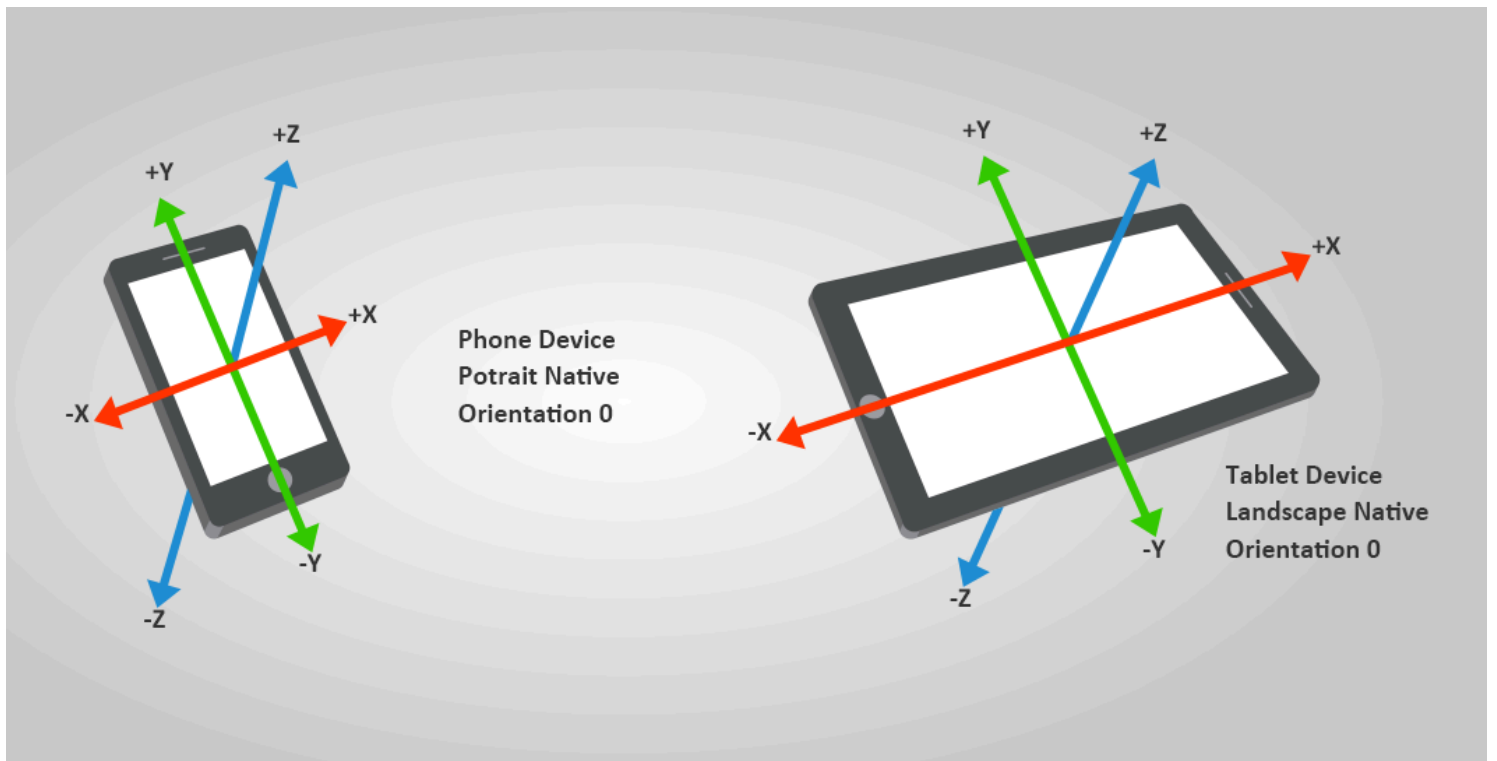 +Z
+Y
+X
-X
-Y
-Z
Phone Device
Potrait Native
Orientation 0
+Y
+Z
+X
-X
-Y
-Z
Tablet Device
Landscape Native
Orientation 0